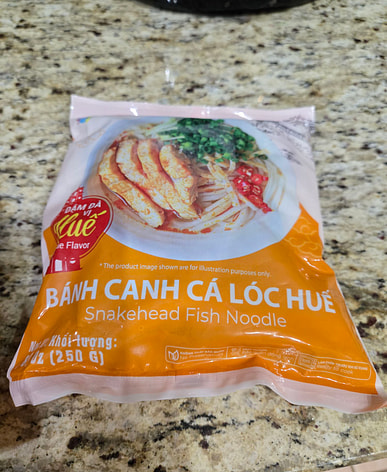 ĐẬM ĐÀ
VỊ
Huế
Flavor
* The product image shown are for illustration purposes only.
BÁNH CANH CÁ LÓC HUẾ
Snakehead Fish Noodle
Khối lượng:
(250 G)